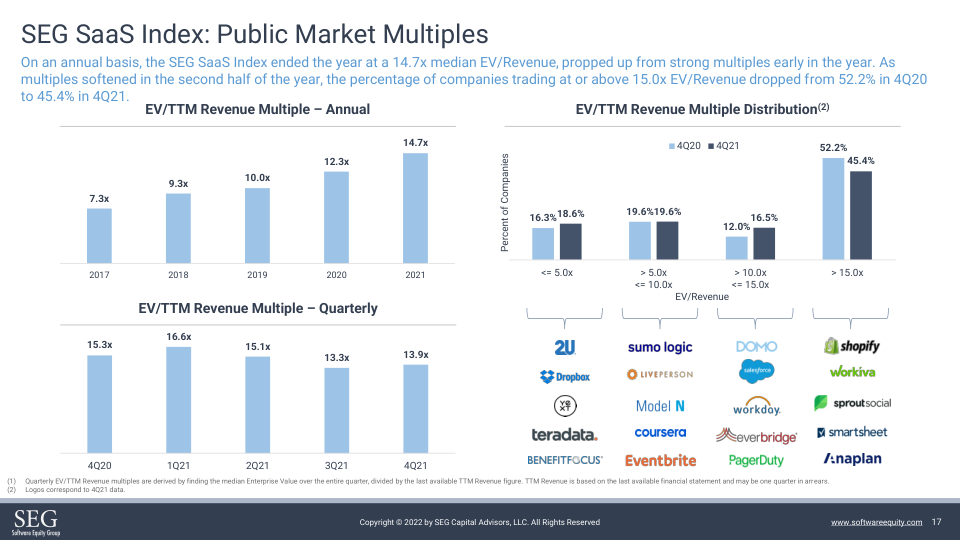 SEG SaaS Index: Public Market Multiples
On an annual basis, the SEG SaaS Index ended the year at a 14.7x median EV/Revenue, propped up from strong multiples early in the year. As
multiples softened in the second half of the year, the percentage of companies trading at or above 15.0x EV/Revenue dropped from 52.2% in 4Q20
to 45.4% in 4Q21.
EV/TTM Revenue Multiple – Annual
7.3x
9.3x
10.0x
12.3x
14.7x
2017
2018
2019
2020
2021
EV/TTM Revenue Multiple – Quarterly
15.3x
16.6x
15.1x
13.3x
13.9x
4Q20
1Q21
2Q21
3Q21
4Q21
EV/TTM Revenue Multiple Distribution(2)
4Q20
4Q21
Percent of Companies
16.3%
18.6%
19.6%
19.6%
12.0%
16.5%
52.2%
45.4%
<= 5.0x
> 5.0x
<= 10.0x
> 10.0x
<= 15.0x
> 15.0x
EV/Revenue
2U
sumo logic
DOMO
shopify
Dropbox
LIVEPERSON
salesforce
workiva
YEXT
Model N
workday.
sproutsocial
teradata.
coursera
everbridge
smartsheet
BENEFITFOCUS
Eventbrite
PagerDuty
Anaplan
(1) Quarterly EV/TTM Revenue multiples are derived by finding the median Enterprise Value over the entire quarter, divided by the last available TTM Revenue figure. TTM Revenue is based on the last available financial statement and may be one quarter in arrears.
(2) Logos correspond to 4Q21 data.
SEG
Software Equity Group
Copyright © 2022 by SEG Capital Advisors, LLC. All Rights Reserved
www.softwareequity.com
17